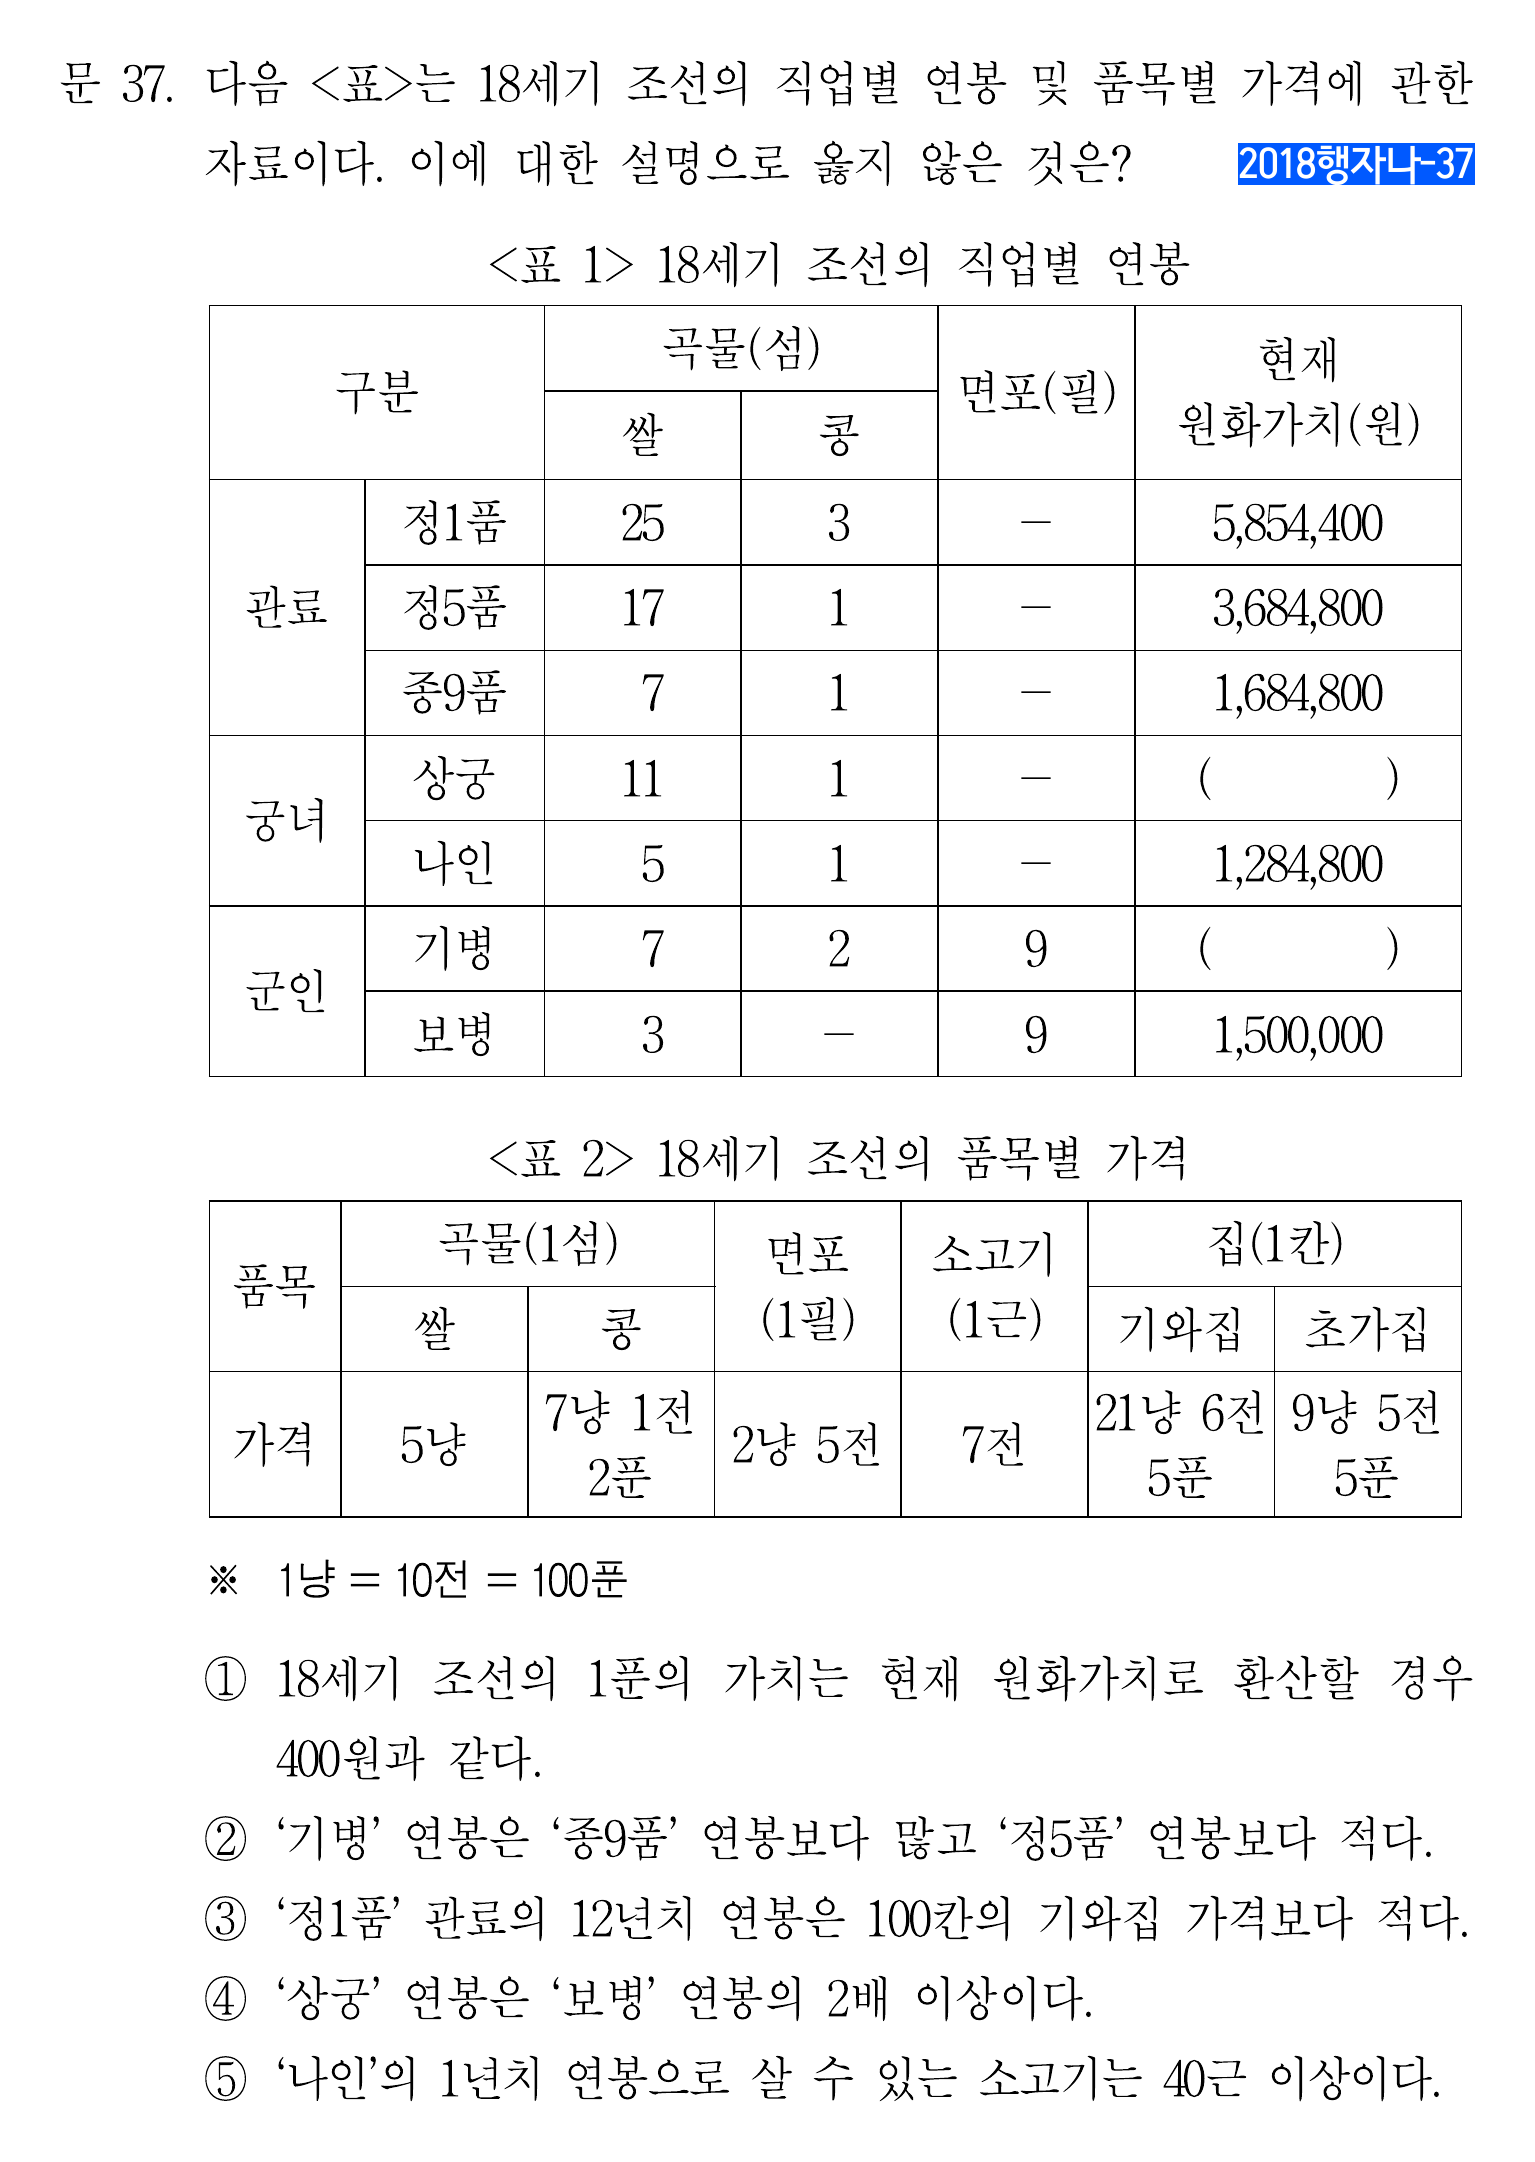 문 37. 다음 <표>는 18세기 조선의 직업별 연봉 및 품목별 가격에 관한
자료이다. 이에 대한 설명으로 옳지 않은 것은? 2018행자나-37
<표 1> 18세기 조선의 직업별 연봉
구분 곡물(섬) 면포(필) 현재 원화가치(원)
쌀 콩
관료 정1품 25 3 - 5,854,400
정5품 17 1 - 3,684,800
종9품 7 1 - 1,684,800
궁녀 상궁 11 1 - ( )
나인 5 1 - 1,284,800
군인 기병 7 2 9 ( )
보병 3 - 9 1,500,000
<표 2> 18세기 조선의 품목별 가격
품목 곡물(1섬) 면포 (1필) 소고기 (1근) 집(1칸)
쌀 콩 기와집 초가집
가격 5냥 7냥 1전 2푼 2냥 5전 7전 21냥 6전 5푼 9냥 5전 5푼
※ 1냥 = 10전 = 100푼
① 18세기 조선의 1푼의 가치는 현재 원화가치로 환산할 경우
400원과 같다.
② ‘기병’ 연봉은 ‘종9품’ 연봉보다 많고 ‘정5품’ 연봉보다 적다.
③ ‘정1품’ 관료의 12년치 연봉은 100칸의 기와집 가격보다 적다.
④ ‘상궁’ 연봉은 ‘보병’ 연봉의 2배 이상이다.
⑤ ‘나인’의 1년치 연봉으로 살 수 있는 소고기는 40근 이상이다.